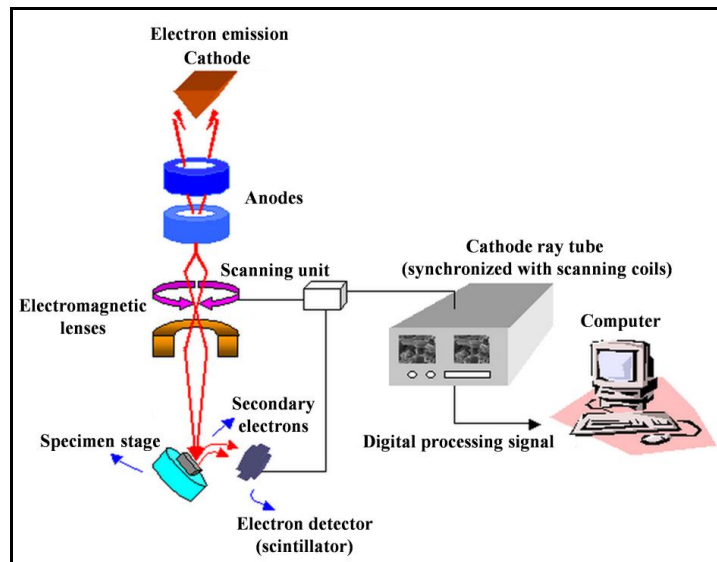 Electron emission
Cathode
Anodes
Cathode ray tube
(synchronized with scanning coils)
Scanning unit
Electromagnetic
lenses
Computer
Secondary
electrons
Specimen stage
Digital processing signal
Electron detector
(scintillator)